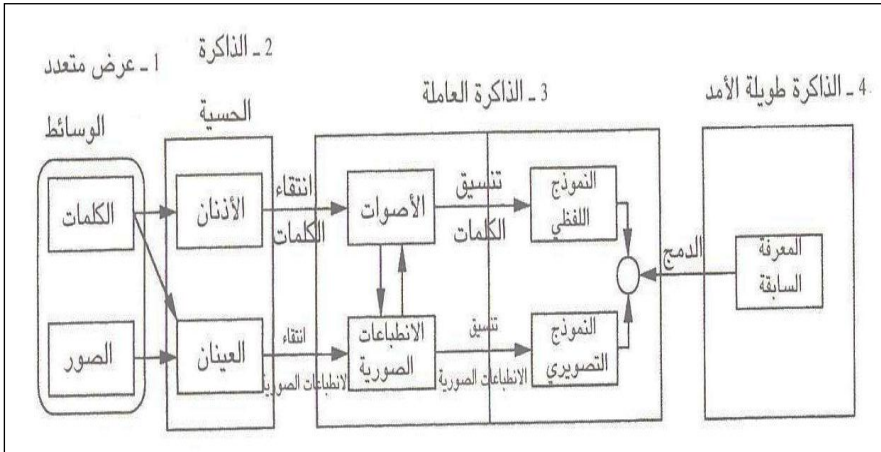 1 ـ عرض متعدد
الوسائط
2 ـ الذاكرة
الحسية
3 ـ الذاكرة العاملة
4 ـ الذاكرة طويلة الأمد
الكلمات
الأذنان
انتقاء
الكلمات
الأصوات
تنسيق
الكلمات
النموذج
اللفظي
الدمج
المعرفة
السابقة
الصور
العينان
انتقاء
الانطباعات الصورية
الانطباعات
الصورية
تنسيق
الانطباعات الصورية
النموذج
التصويري